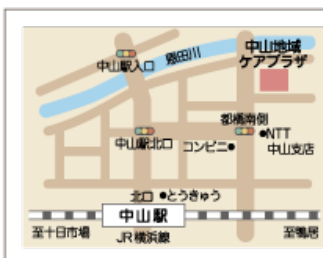 中山駅入口
恩田川
中山地域
ケアプラザ
都橋南側
中山駅北口
コンビニ
NTT
中山支店
北口
とうきゅう
中山駅
至十日市場
JR横浜線
至鴨居